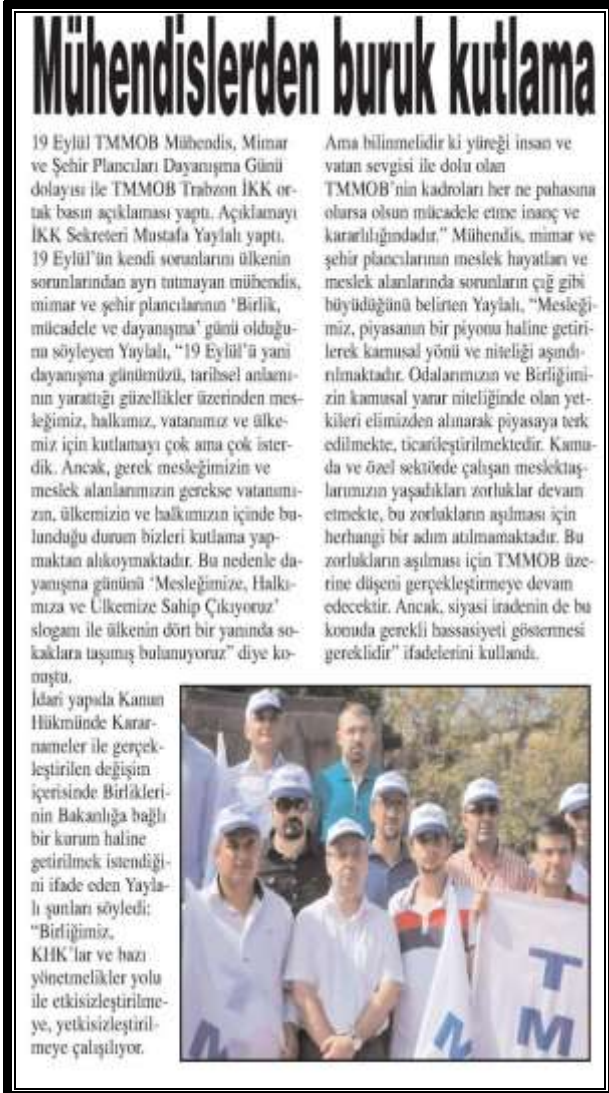 Mühendislerden buruk kutlama
19 Eylül TMMOB Mühendis, Mimar
ve Şehir Plancıları Dayanışma Günü
dolayısı ile TMMOB Trabzon İKK or-
tak basın açıklaması yaptı. Açıklamayı
İKK Sekreteri Mustafa Yaylalı yaptı.
19 Eylül'ün kendi sorunlarını ülkenin
sorunlarından ayrı tutmayan mühendis,
mimar ve şehir plancılarının 'Birlik,
mücadele ve dayanışma' günü olduğu-
nu söyleyen Yaylalı, "19 Eylül'ü yani
dayanışma günümüzü, tarihsel anlamı-
nın yarattığı güzellikler üzerinden mes-
leğimiz, halkımız, vatanımız ve ülke-
miz için kutlamayı çok ama çok ister-
dik. Ancak, gerek mesleğimizin ve
meslek alanlarımızın gerekse vatanımı-
zın, ülkemizin ve halkımızın içinde bu-
lunduğu durum bizleri kutlama yap-
maktan alıkoymaktadır. Bu nedenle da-
yanışma gününü 'Mesleğimize, Halkı-
mıza ve Ülkemize Sahip Çıkıyoruz'
sloganı ile ülkenin dört bir yanında so-
kaklara taşımış bulunuyoruz" diye ko-
nuştu.
İdari yapıda Kanun
Hükmünde Karar-
nameler ile gerçek-
leştirilen değişim
içerisinde Birlikleri-
nin Bakanlığa bağlı
bir kurum haline
getirilmek istendiği-
ni ifade eden Yayla-
lı şunları söyledi:
"Birliğimiz,
KHK'lar ve bazı
yönetmelikler yolu
ile etkisizleştirilme-
ye, yetkisizleştiril-
meye çalışılıyor.
Ama bilinmelidir ki yüreği insan ve
vatan sevgisi ile dolu olan
TMMOB'nin kadroları her ne pahasına
olursa olsun mücadele etme inanç ve
kararlılığındadır." Mühendis, mimar ve
şehir plancılarının meslek hayatları ve
meslek alanlarında sorunların çığ gibi
büyüdüğünü belirten Yaylalı, "Mesleği-
miz, piyasanın bir piyonu haline getiri-
lerek kamusal yönü ve niteliği aşındı-
rılmaktadır. Odalarımızın ve Birliğimi-
zin kamusal yarar niteliğinde olan yet-
kileri elimizden alınarak piyasaya terk
edilmekte, ticarileştirilmektedir. Kamu-
da ve özel sektörde çalışan meslektaş-
larımızın yaşadıkları zorluklar devam
etmekte, bu zorlukların aşılması için
herhangi bir adım atılmamaktadır. Bu
zorlukların aşılması için TMMOB üze-
rine düşeni gerçekleştirmeye devam
edecektir. Ancak, siyasi iradenin de bu
konuda gerekli hassasiyeti göstermesi
gereklidir" ifadelerini kullandı.
T
M
T
M
M